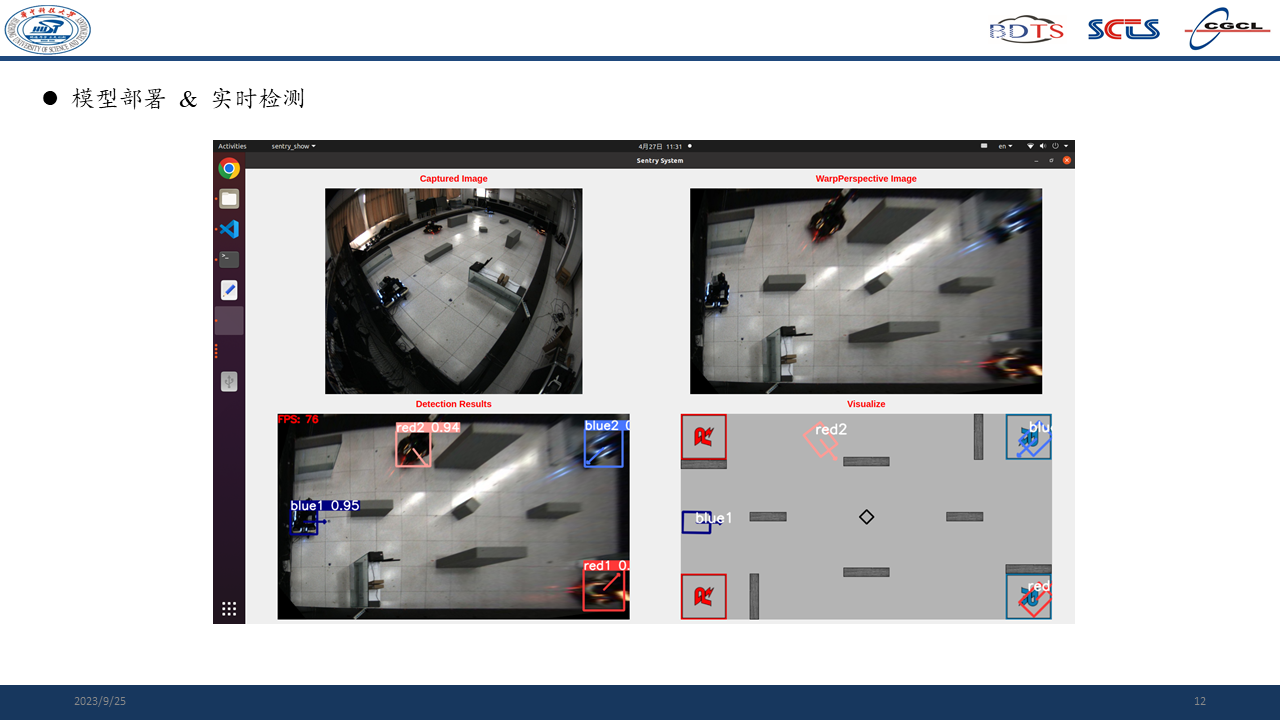 华中科技大学
HUAZHONG UNIVERSITY OF SCIENCE AND TECHNOLOGY
BDTS
SCTS
CGCL
● 模型部署 & 实时检测
Activities sentry_show 4月27日 11:31 en
Sentry System
Captured Image
WarpPerspective Image
Detection Results
Visualize
FPS: 76
red2 0.94
blue2 0
blue1 0.95
red1 0.
red2
blu
blue1
red
2023/9/25
12